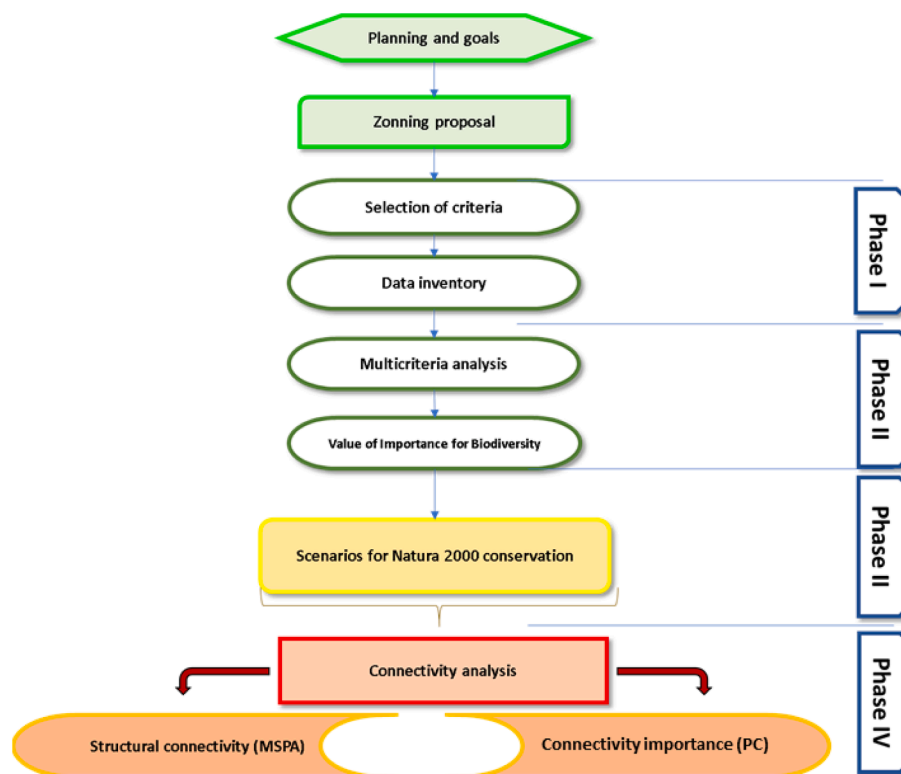 Planning and goals
Zonning proposal
Selection of criteria
Phase I
Data inventory
Multicriteria analysis
Phase II
Value of Importance for Biodiversity
Scenarios for Natura 2000 conservation
Phase II
Connectivity analysis
Phase IV
Structural connectivity (MSPA)
Connectivity importance (PC)